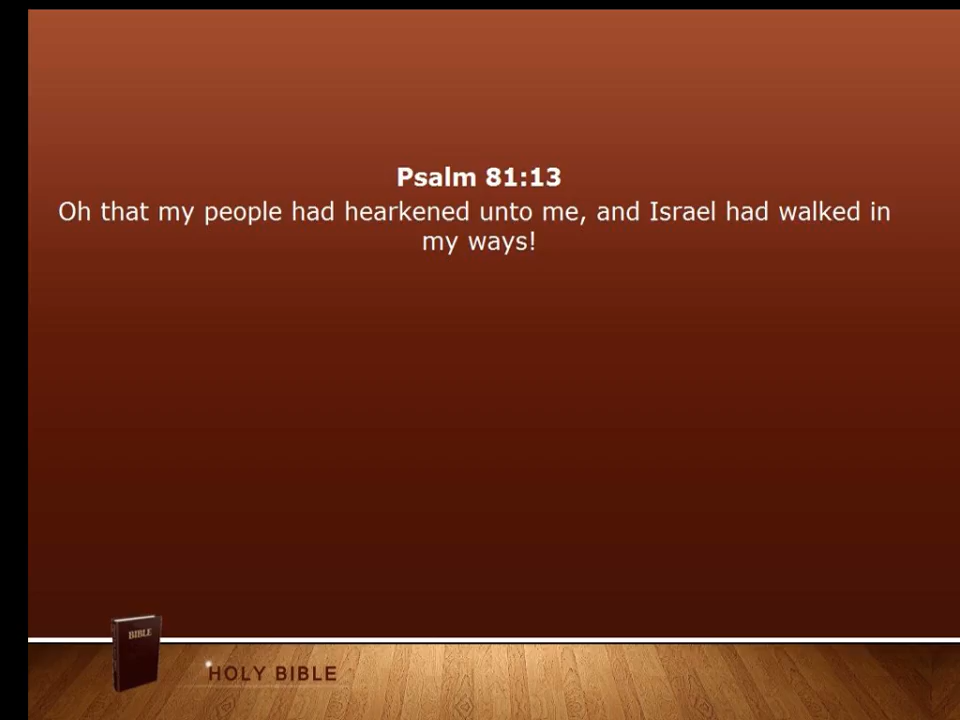 Psalm 81:13
Oh that my people had hearkened unto me, and Israel had walked in
my ways!
BIBLE
HOLY BIBLE